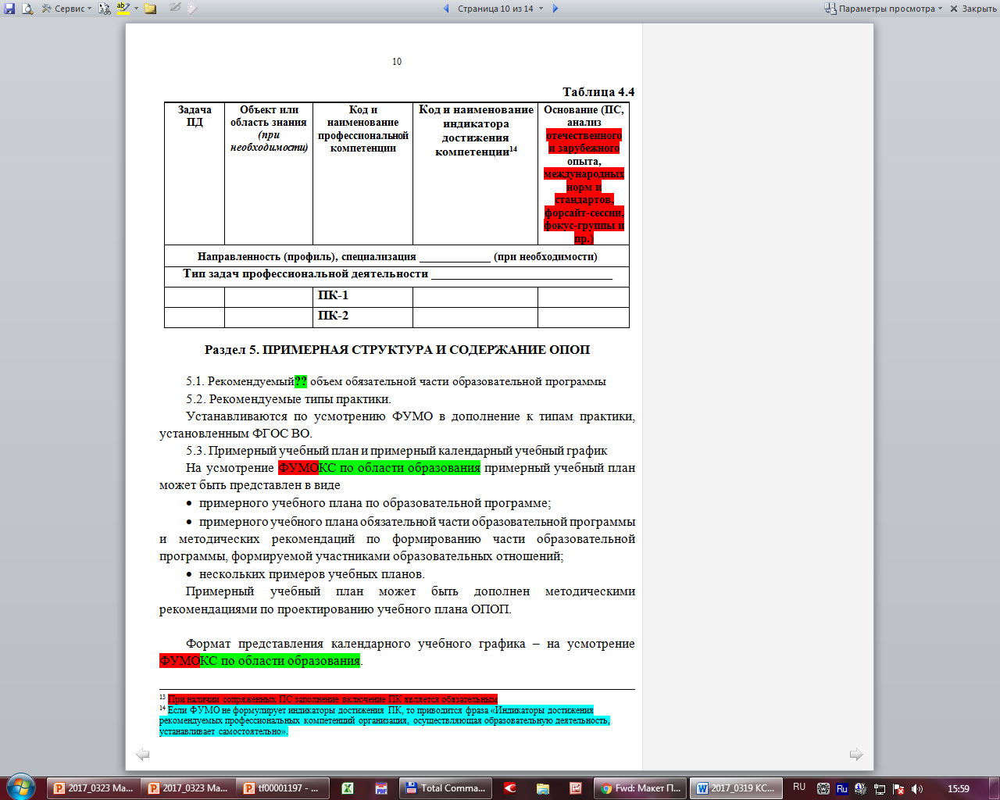 Сервис
Страница 10 из 14
Параметры просмотра
Закрыть
10
Таблица 4.4
Задача
ПД
Объект или
область знания
(при
необходимости)
Код и
наименование
профессиональной
компетенции
Код и наименование
индикатора
достижения
компетенции14
Основание (ПС,
анализ
отечественного
и зарубежного
опыта,
международных
норм и
стандартов,
форсайт-сессии,
фокус-группы и
пр.)
Направленность (профиль), специализация _____________ (при необходимости)
Тип задач профессиональной деятельности _____________________________
ПК-1
ПК-2
Раздел 5. ПРИМЕРНАЯ СТРУКТУРА И СОДЕРЖАНИЕ ОПОП
5.1. Рекомендуемый?? объем обязательной части образовательной программы
5.2. Рекомендуемые типы практики.
Устанавливаются по усмотрению ФУМО в дополнение к типам практики,
установленным ФГОС ВО.
5.3. Примерный учебный план и примерный календарный учебный график
На усмотрение ФУМОКС по области образования примерный учебный план
может быть представлен в виде
• примерного учебного плана по образовательной программе;
• примерного учебного плана обязательной части образовательной программы
и методических рекомендаций по формированию части образовательной
программы, формируемой участниками образовательных отношений;
• нескольких примеров учебных планов.
Примерный учебный план может быть дополнен методическими
рекомендациями по проектированию учебного плана ОПОП.
Формат представления календарного учебного графика – на усмотрение
ФУМОКС по области образования.
13 При наличии сопряженных ПС заполнение включение ПК является обязательным
14 Если ФУМО не формулирует индикаторы достижения ПК, то приводится фраза «Индикаторы достижения
рекомендуемых профессиональных компетенций организация, осуществляющая образовательную деятельность,
устанавливает самостоятельно».
2017_0323 Ма...
2017_0323 Ма...
tf00001197 - ...
Total Comma...
Fwd: Макет П...
2017_0319 КС...
RU
Ru
15:59